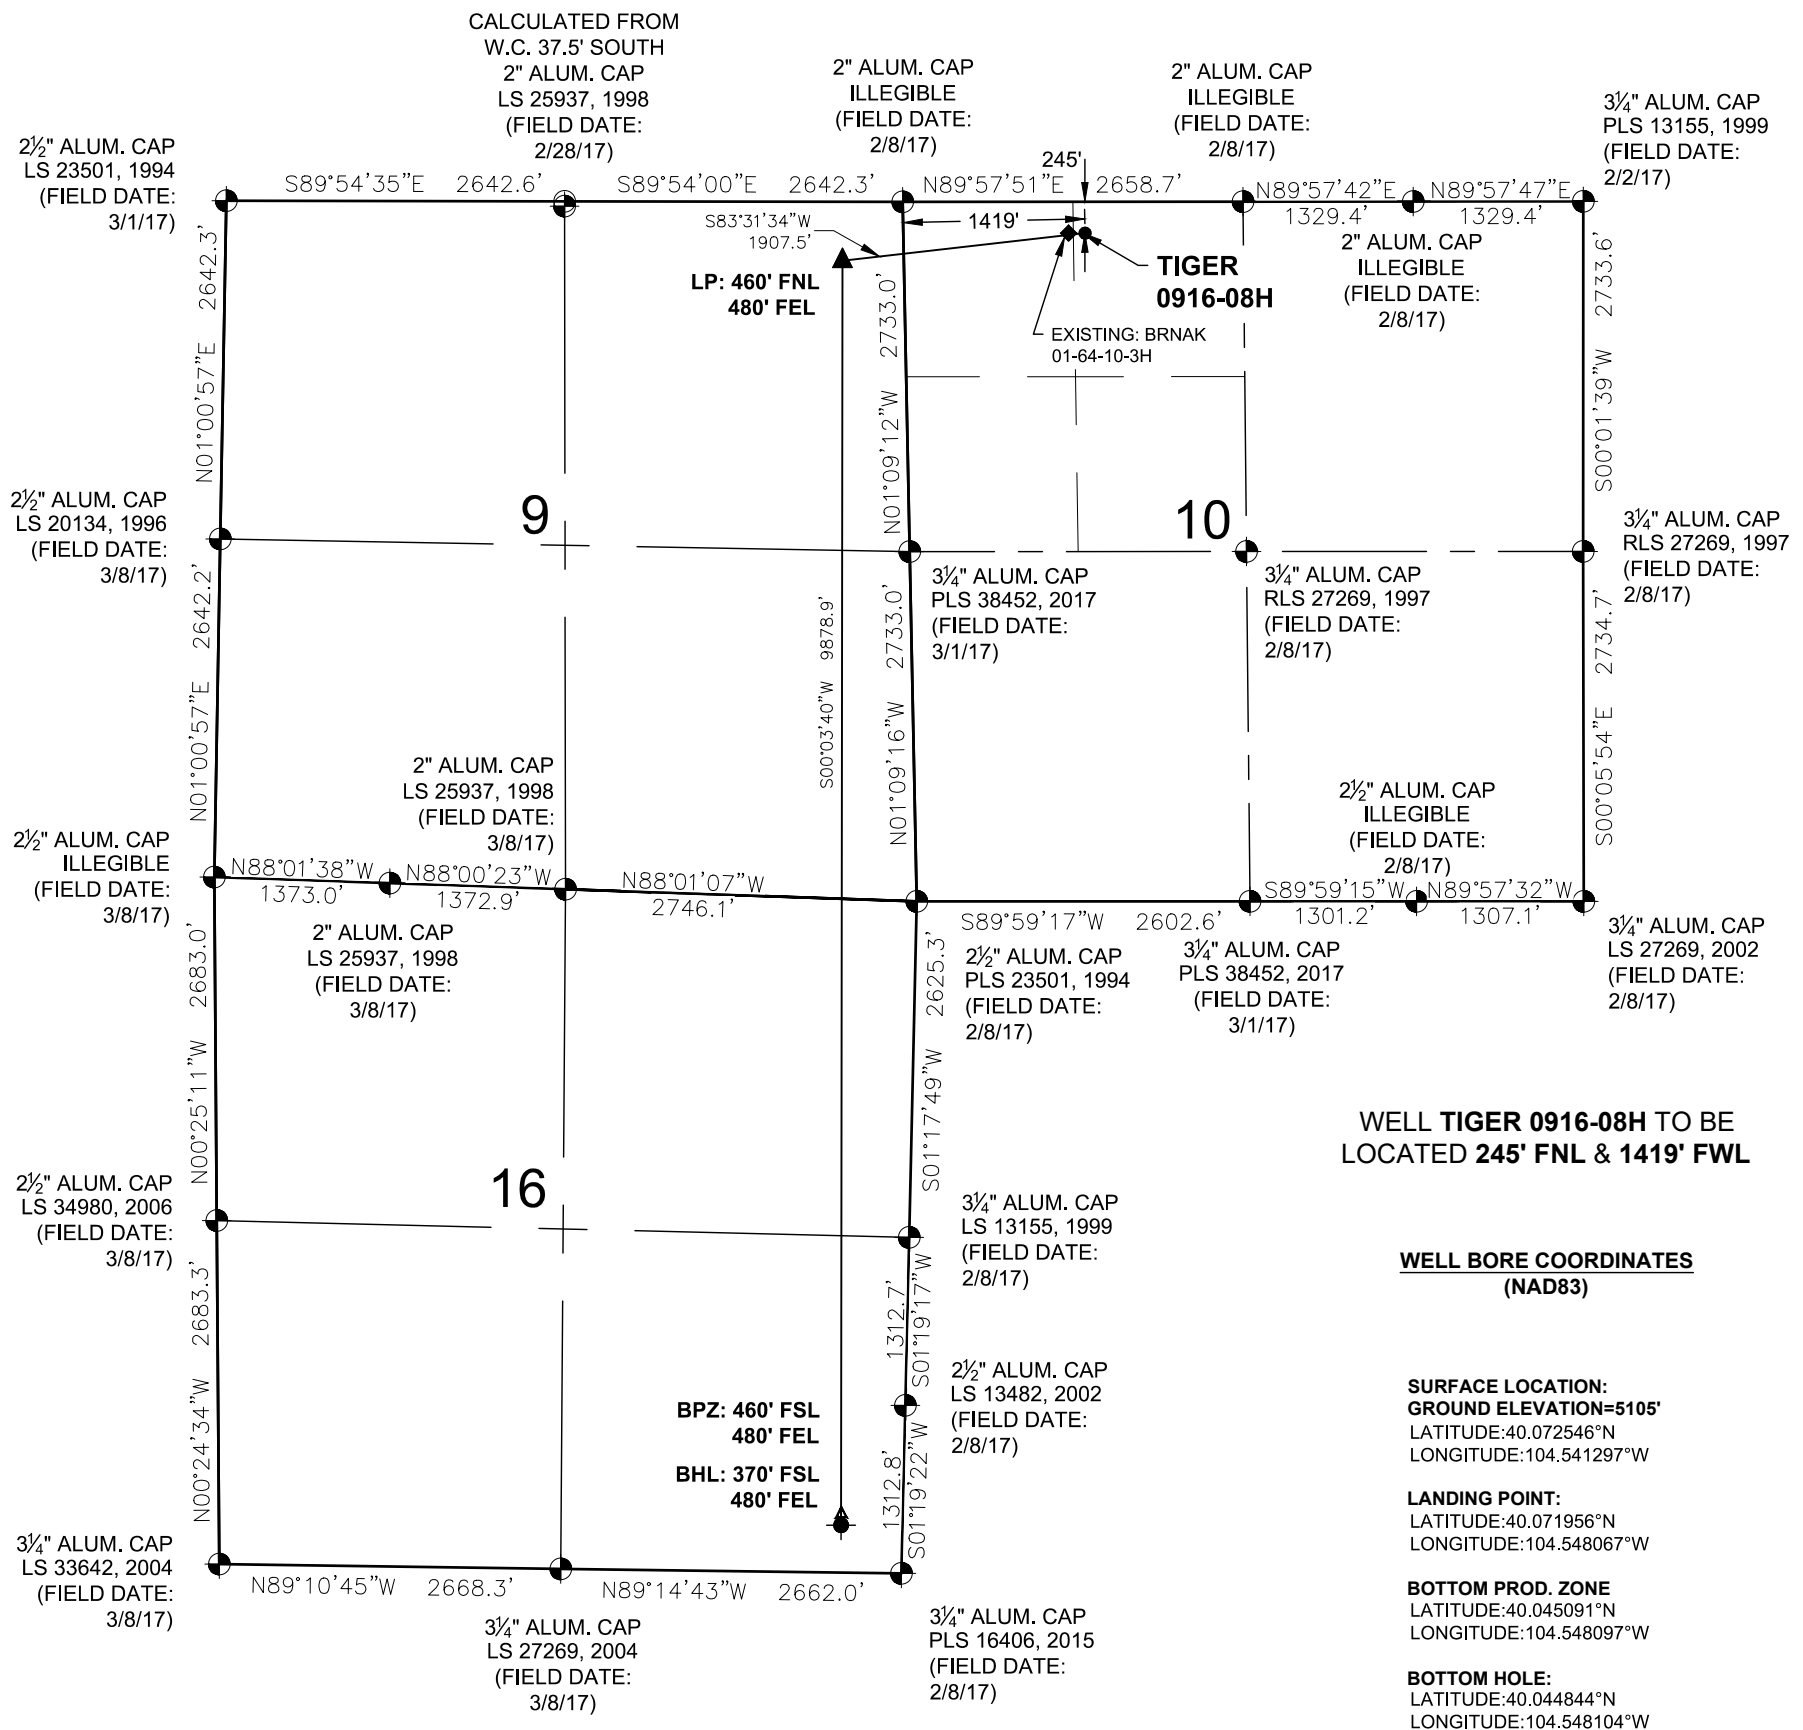 CALCULATED FROM
W.C. 37.5' SOUTH
2" ALUM. CAP
LS 25937, 1998
(FIELD DATE:
2/28/17)
2" ALUM. CAP
ILLEGIBLE
(FIELD DATE:
2/8/17)
2" ALUM. CAP
ILLEGIBLE
(FIELD DATE:
2/8/17)
3¼" ALUM. CAP
PLS 13155, 1999
(FIELD DATE:
2/2/17)
2½" ALUM. CAP
LS 23501, 1994
(FIELD DATE:
3/1/17)
S89°54'35"E 2642.6'
S89°54'00"E 2642.3'
N89°57'51"E 2658.7'
245'
N89°57'42"E
1329.4'
N89°57'47"E
1329.4'
1419'
S83°31'34"W
1907.5'
LP: 460' FNL
480' FEL
TIGER
0916-08H
EXISTING: BRNAK
01-64-10-3H
2" ALUM. CAP
ILLEGIBLE
(FIELD DATE:
2/8/17)
N01°00'57"E 2642.3'
N01°09'12"W 2733.0'
S00°01'39"W 2733.6'
9
10
2½" ALUM. CAP
LS 20134, 1996
(FIELD DATE:
3/8/17)
3¼" ALUM. CAP
PLS 38452, 2017
(FIELD DATE:
3/1/17)
3¼" ALUM. CAP
RLS 27269, 1997
(FIELD DATE:
2/8/17)
3¼" ALUM. CAP
RLS 27269, 1997
(FIELD DATE:
2/8/17)
N01°00'57"E 2642.2'
S00°03'40"W 9878.9'
N01°09'16"W 2733.0'
S00°05'54"E 2734.7'
2" ALUM. CAP
LS 25937, 1998
(FIELD DATE:
3/8/17)
2½" ALUM. CAP
ILLEGIBLE
(FIELD DATE:
2/8/17)
2½" ALUM. CAP
ILLEGIBLE
(FIELD DATE:
3/8/17)
N88°01'38"W
1373.0'
N88°00'23"W
1372.9'
N88°01'07"W
2746.1'
S89°59'17"W 2602.6'
S89°59'15"W
1301.2'
N89°57'32"W
1307.1'
2" ALUM. CAP
LS 25937, 1998
(FIELD DATE:
3/8/17)
2½" ALUM. CAP
PLS 23501, 1994
(FIELD DATE:
2/8/17)
3¼" ALUM. CAP
PLS 38452, 2017
(FIELD DATE:
3/1/17)
3¼" ALUM. CAP
LS 27269, 2002
(FIELD DATE:
2/8/17)
N00°25'11"W 2683.0'
S01°17'49"W 2625.3'
WELL TIGER 0916-08H TO BE
LOCATED 245' FNL & 1419' FWL
16
2½" ALUM. CAP
LS 34980, 2006
(FIELD DATE:
3/8/17)
3¼" ALUM. CAP
LS 13155, 1999
(FIELD DATE:
2/8/17)
N00°24'34"W 2683.3'
1312.7'
S01°19'17"W
2½" ALUM. CAP
LS 13482, 2002
(FIELD DATE:
2/8/17)
BPZ: 460' FSL
480' FEL
BHL: 370' FSL
480' FEL
1312.8'
S01°19'22"W
3¼" ALUM. CAP
LS 33642, 2004
(FIELD DATE:
3/8/17)
N89°10'45"W 2668.3'
N89°14'43"W 2662.0'
3¼" ALUM. CAP
LS 27269, 2004
(FIELD DATE:
3/8/17)
3¼" ALUM. CAP
PLS 16406, 2015
(FIELD DATE:
2/8/17)
WELL BORE COORDINATES
(NAD83)
SURFACE LOCATION:
GROUND ELEVATION=5105'
LATITUDE:40.072546°N
LONGITUDE:104.541297°W
LANDING POINT:
LATITUDE:40.071956°N
LONGITUDE:104.548067°W
BOTTOM PROD. ZONE
LATITUDE:40.045091°N
LONGITUDE:104.548097°W
BOTTOM HOLE:
LATITUDE:40.044844°N
LONGITUDE:104.548104°W